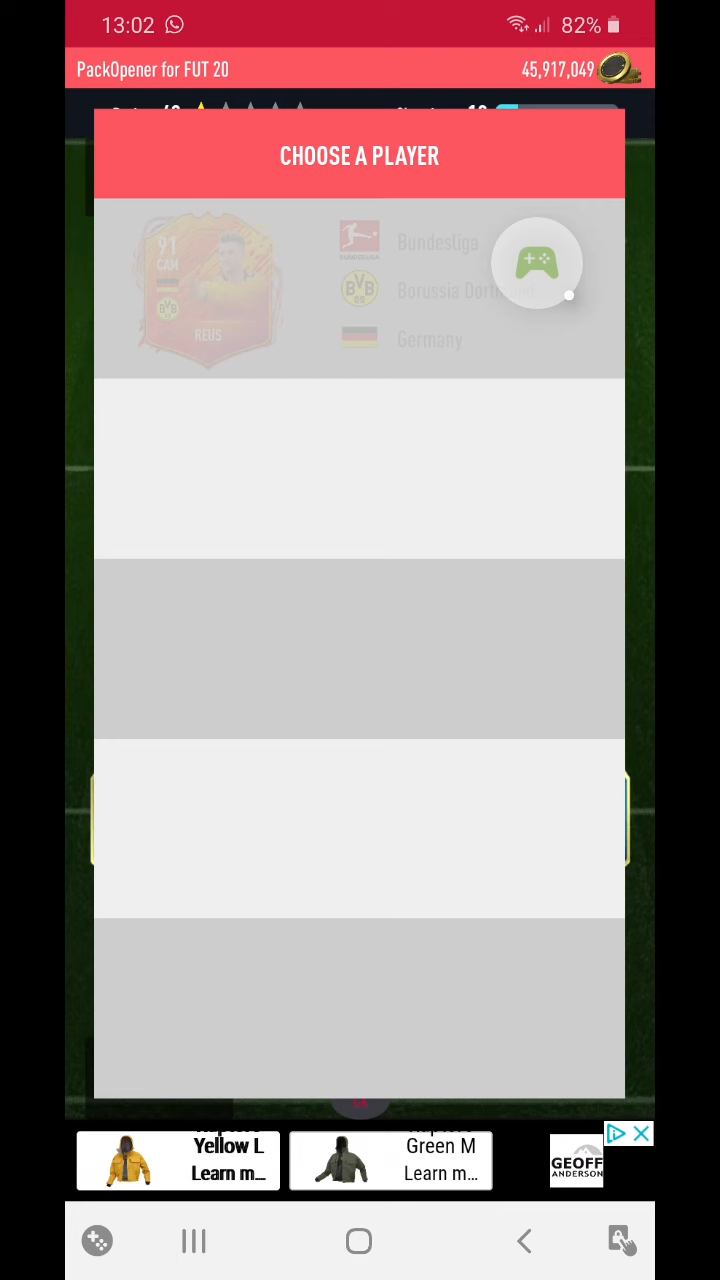 13:02
82%
PackOpener for FUT 20
45,917,049
CHOOSE A PLAYER
91
CAM
REUS
Bundesliga
Borussia Dortmund
Germany
Yellow L
Learn m...
Green M
Learn m...
GEOFF
ANDERSON